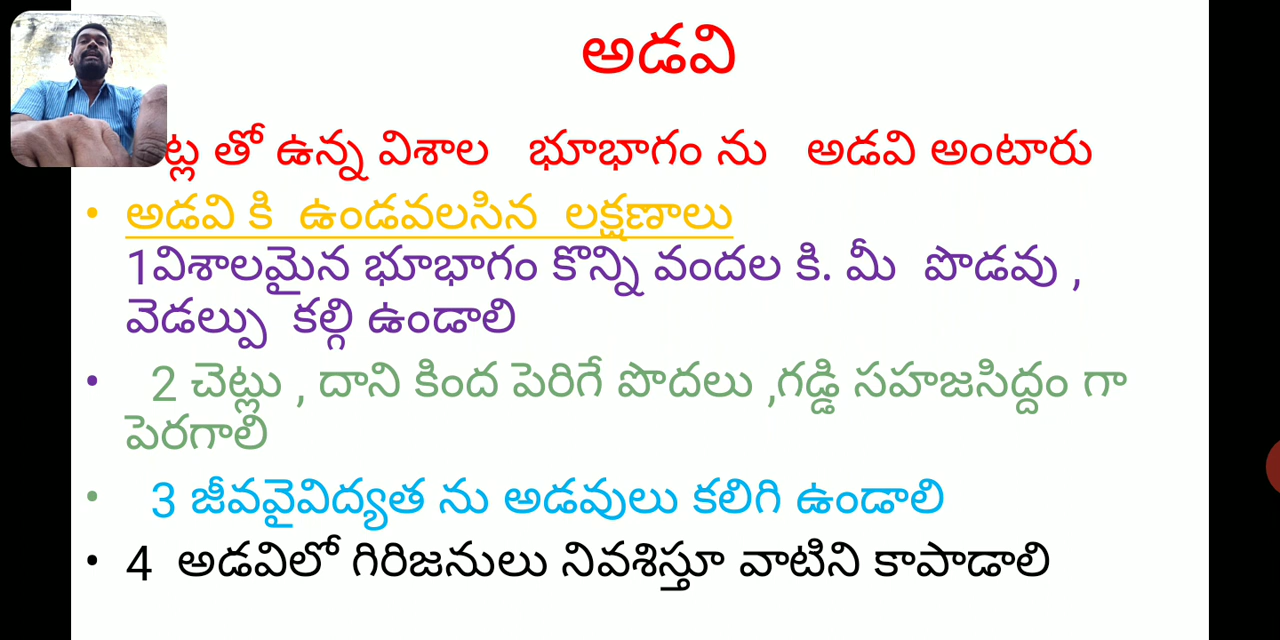 అడవి
తో ఉన్న విశాల భూభాగం ను అడవి అంటారు
• అడవి కి ఉండవలసిన లక్షణాలు
1విశాలమైన భూభాగం కొన్ని వందల కి. మీ పొడవు ,
వెడల్పు కల్గి ఉండాలి
• 2 చెట్లు , దాని కింద పెరిగే పొదలు ,గడ్డి సహజసిద్దం గా
పెరగాలి
• 3 జీవవైవిద్యత ను అడవులు కలిగి ఉండాలి
• 4 అడవిలో గిరిజనులు నివశిస్తూ వాటిని కాపాడాలి